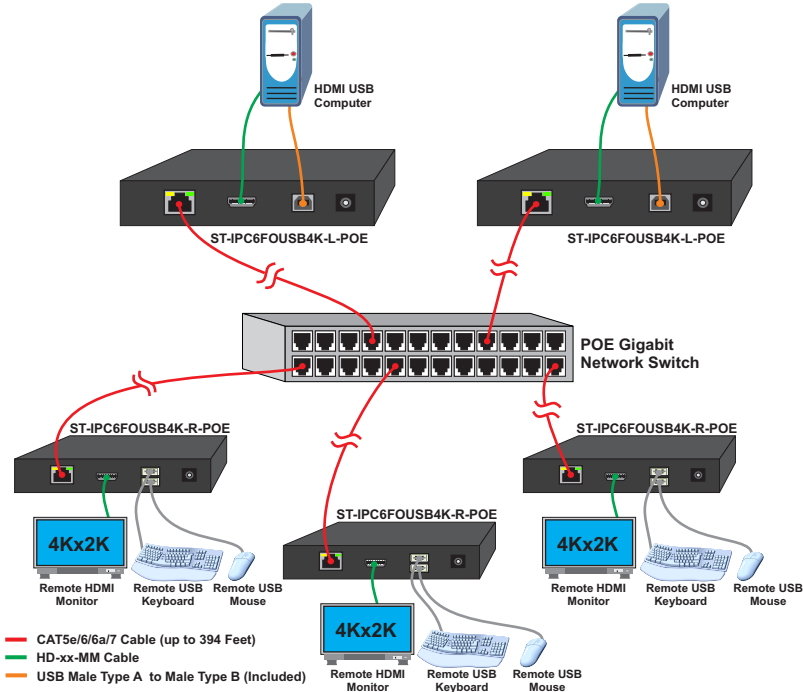 HDMI USB
Computer
HDMI USB
Computer
ST-IPC6FOUSB4K-L-POE
ST-IPC6FOUSB4K-L-POE
POE Gigabit
Network Switch
ST-IPC6FOUSB4K-R-POE
ST-IPC6FOUSB4K-R-POE
ST-IPC6FOUSB4K-R-POE
4Kx2K
4Kx2K
4Kx2K
Remote HDMI
Monitor
Remote USB
Keyboard
Remote USB
Mouse
Remote HDMI
Monitor
Remote USB
Keyboard
Remote USB
Mouse
Remote HDMI
Monitor
Remote USB
Keyboard
Remote USB
Mouse
CAT5e/6/6a/7 Cable (up to 394 Feet)
HD-xx-MM Cable
USB Male Type A to Male Type B (Included)